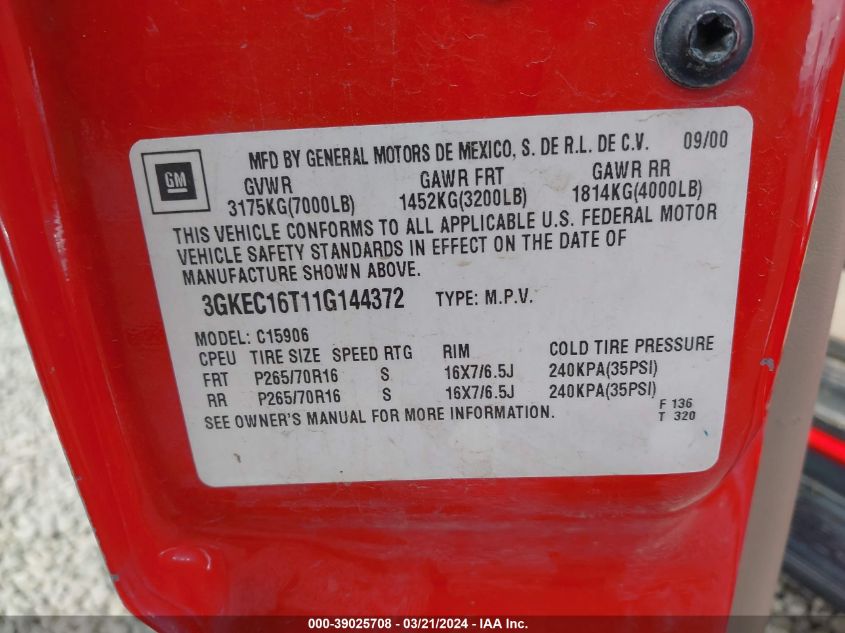 GM
MFD BY GENERAL MOTORS DE MEXICO, S. DE R.L. DE C.V. 09/00
GVWR GAWR FRT GAWR RR
3175KG(7000LB) 1452KG(3200LB) 1814KG(4000LB)
THIS VEHICLE CONFORMS TO ALL APPLICABLE U.S. FEDERAL MOTOR
VEHICLE SAFETY STANDARDS IN EFFECT ON THE DATE OF
MANUFACTURE SHOWN ABOVE.
3GKEC16T11G144372 TYPE: M.P.V.
MODEL: C15906
CPEU TIRE SIZE SPEED RTG RIM COLD TIRE PRESSURE
FRT P265/70R16 S 16X7/6.5J 240KPA(35PSI)
RR P265/70R16 S 16X7/6.5J 240KPA(35PSI)
SEE OWNER'S MANUAL FOR MORE INFORMATION.
F 136
T 320
000-39025708 - 03/21/2024 - IAA Inc.